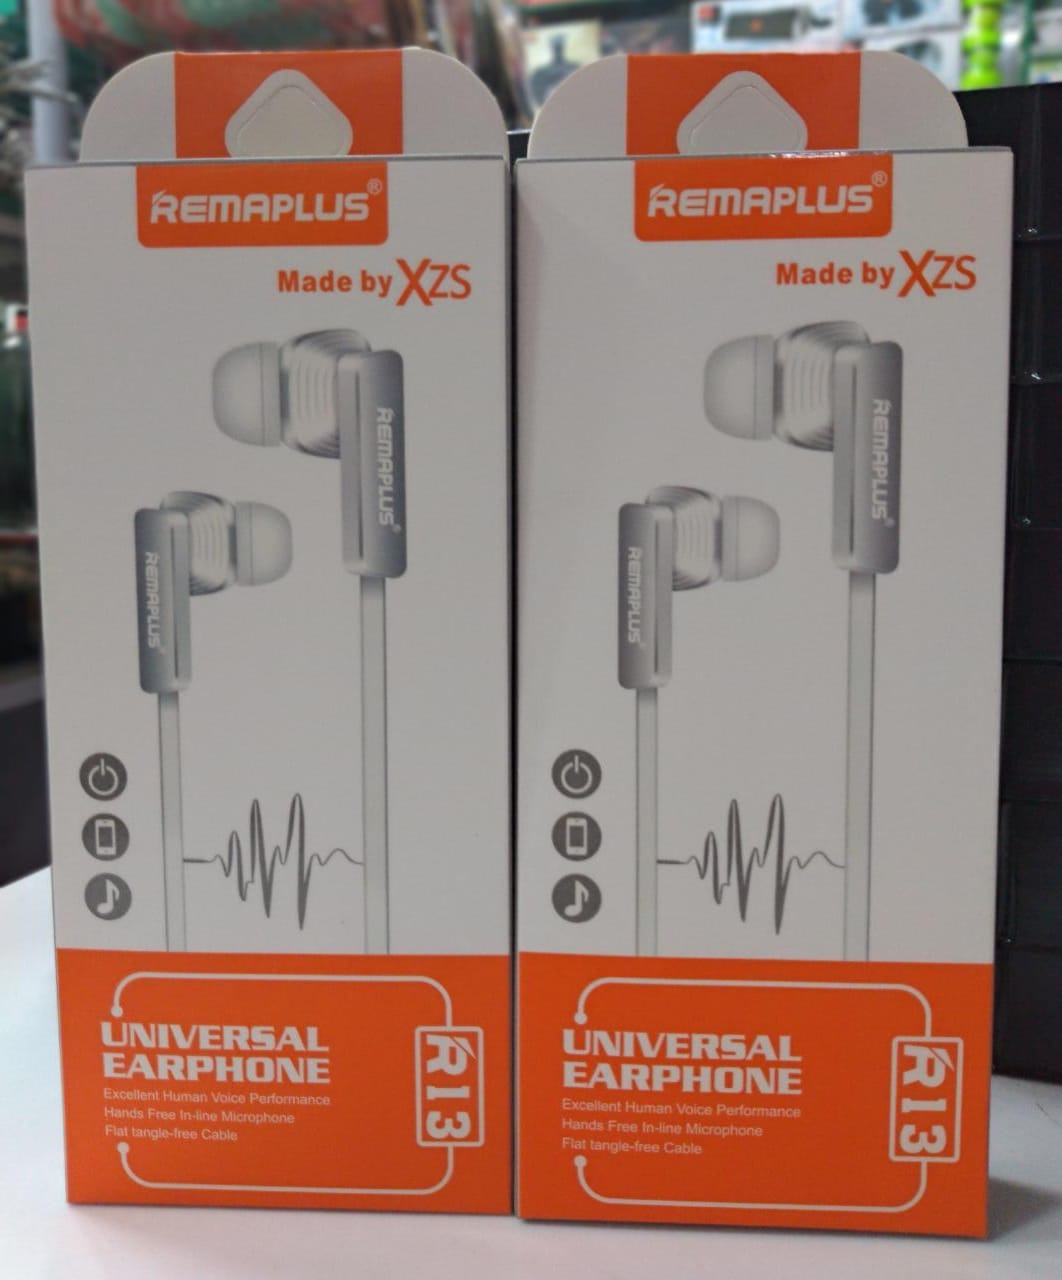 REMAPLUS®
Made by XZS
REMAPLUS®
REMAPLUS
UNIVERSAL
EARPHONE
Excellent Human Voice Performance
Hands Free In-line Microphone
Flat tangle-free Cable
R13
REMAPLUS®
Made by XZS
REMAPLUS®
REMAPLUS
UNIVERSAL
EARPHONE
Excellent Human Voice Performance
Hands Free In-line Microphone
Flat tangle-free Cable
R13